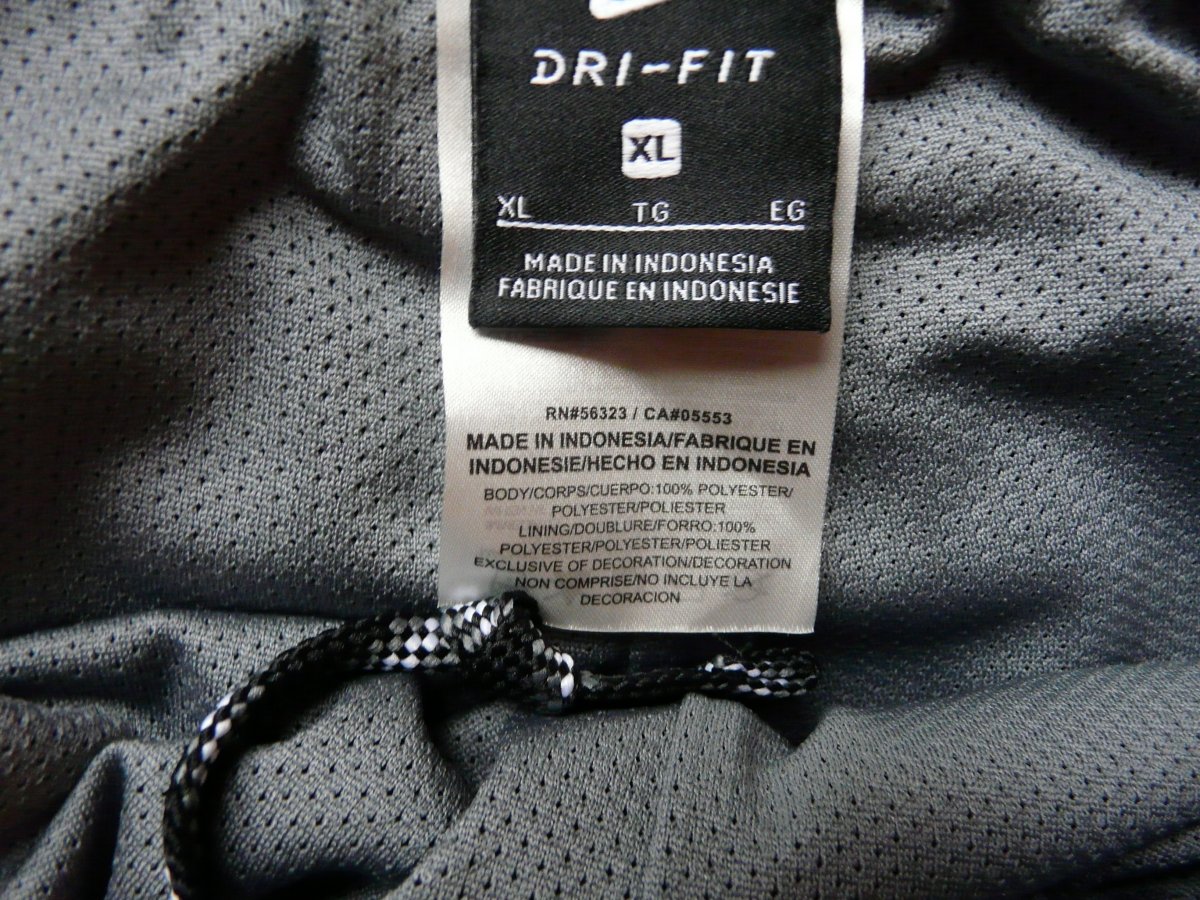 DRI-FIT
XL
XL TG EG
MADE IN INDONESIA
FABRIQUE EN INDONESIE
RN#56323 / CA#05553
MADE IN INDONESIA/FABRIQUE EN
INDONESIE/HECHO EN INDONESIA
BODY/CORPS/CUERPO:100% POLYESTER/
POLYESTER/POLIESTER
LINING/DOUBLURE/FORRO:100%
POLYESTER/POLYESTER/POLIESTER
EXCLUSIVE OF DECORATION/DECORATION
NON COMPRISE/NO INCLUYE LA
DECORACION